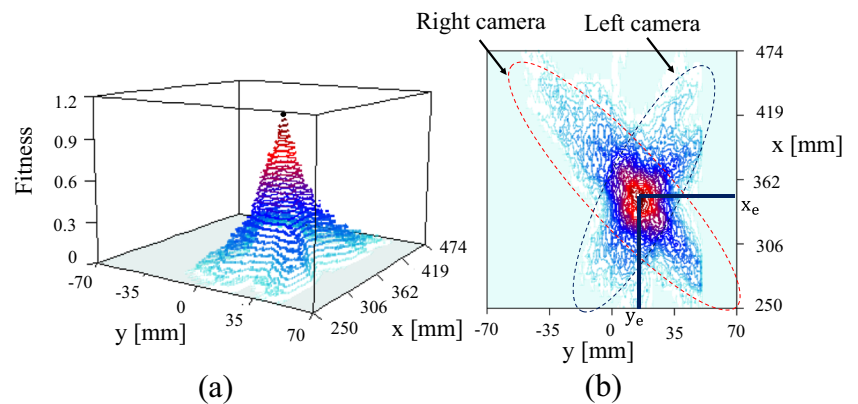 Right camera
Left camera
1.2
0.9
0.6
0.3
0
Fitness
-70
-35
0
35
70
y [mm]
250
306
362
419
474
x [mm]
(a)
474
419
x [mm]
362
xe
306
250
-70
-35
0
ye
35
70
y [mm]
(b)